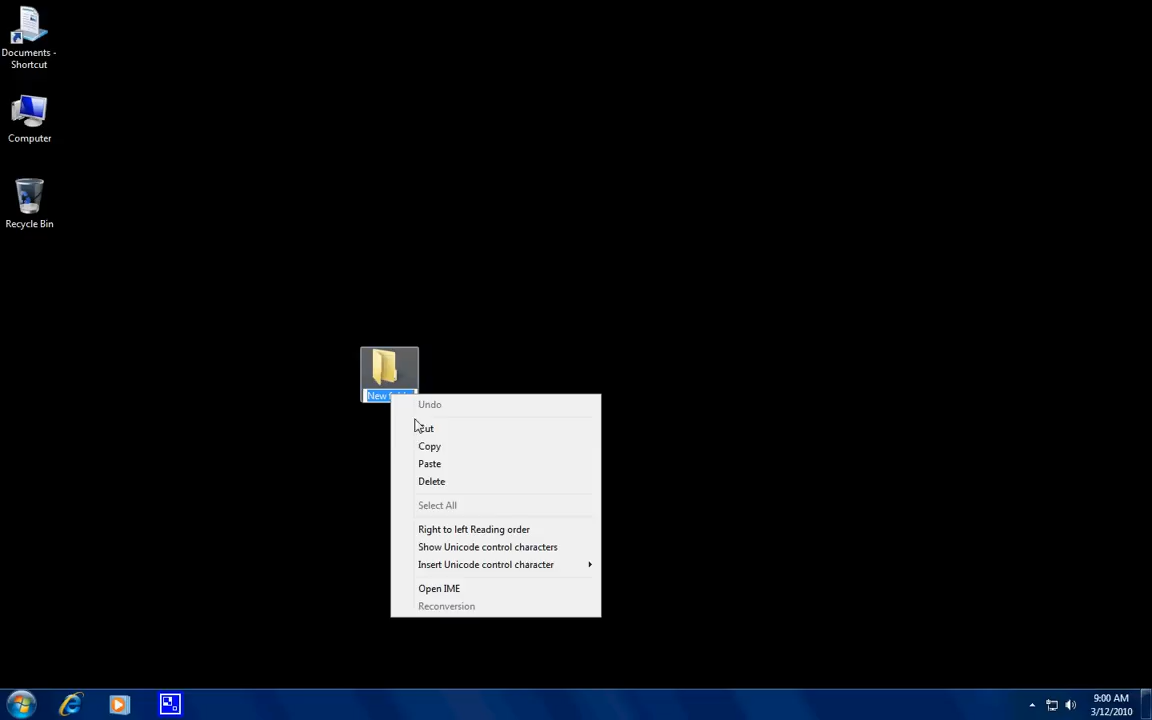 Documents -
Shortcut
Computer
Recycle Bin
New
Undo
Cut
Copy
Paste
Delete
Select All
Right to left Reading order
Show Unicode control characters
Insert Unicode control character
Open IME
Reconversion
9:00 AM
3/12/2010